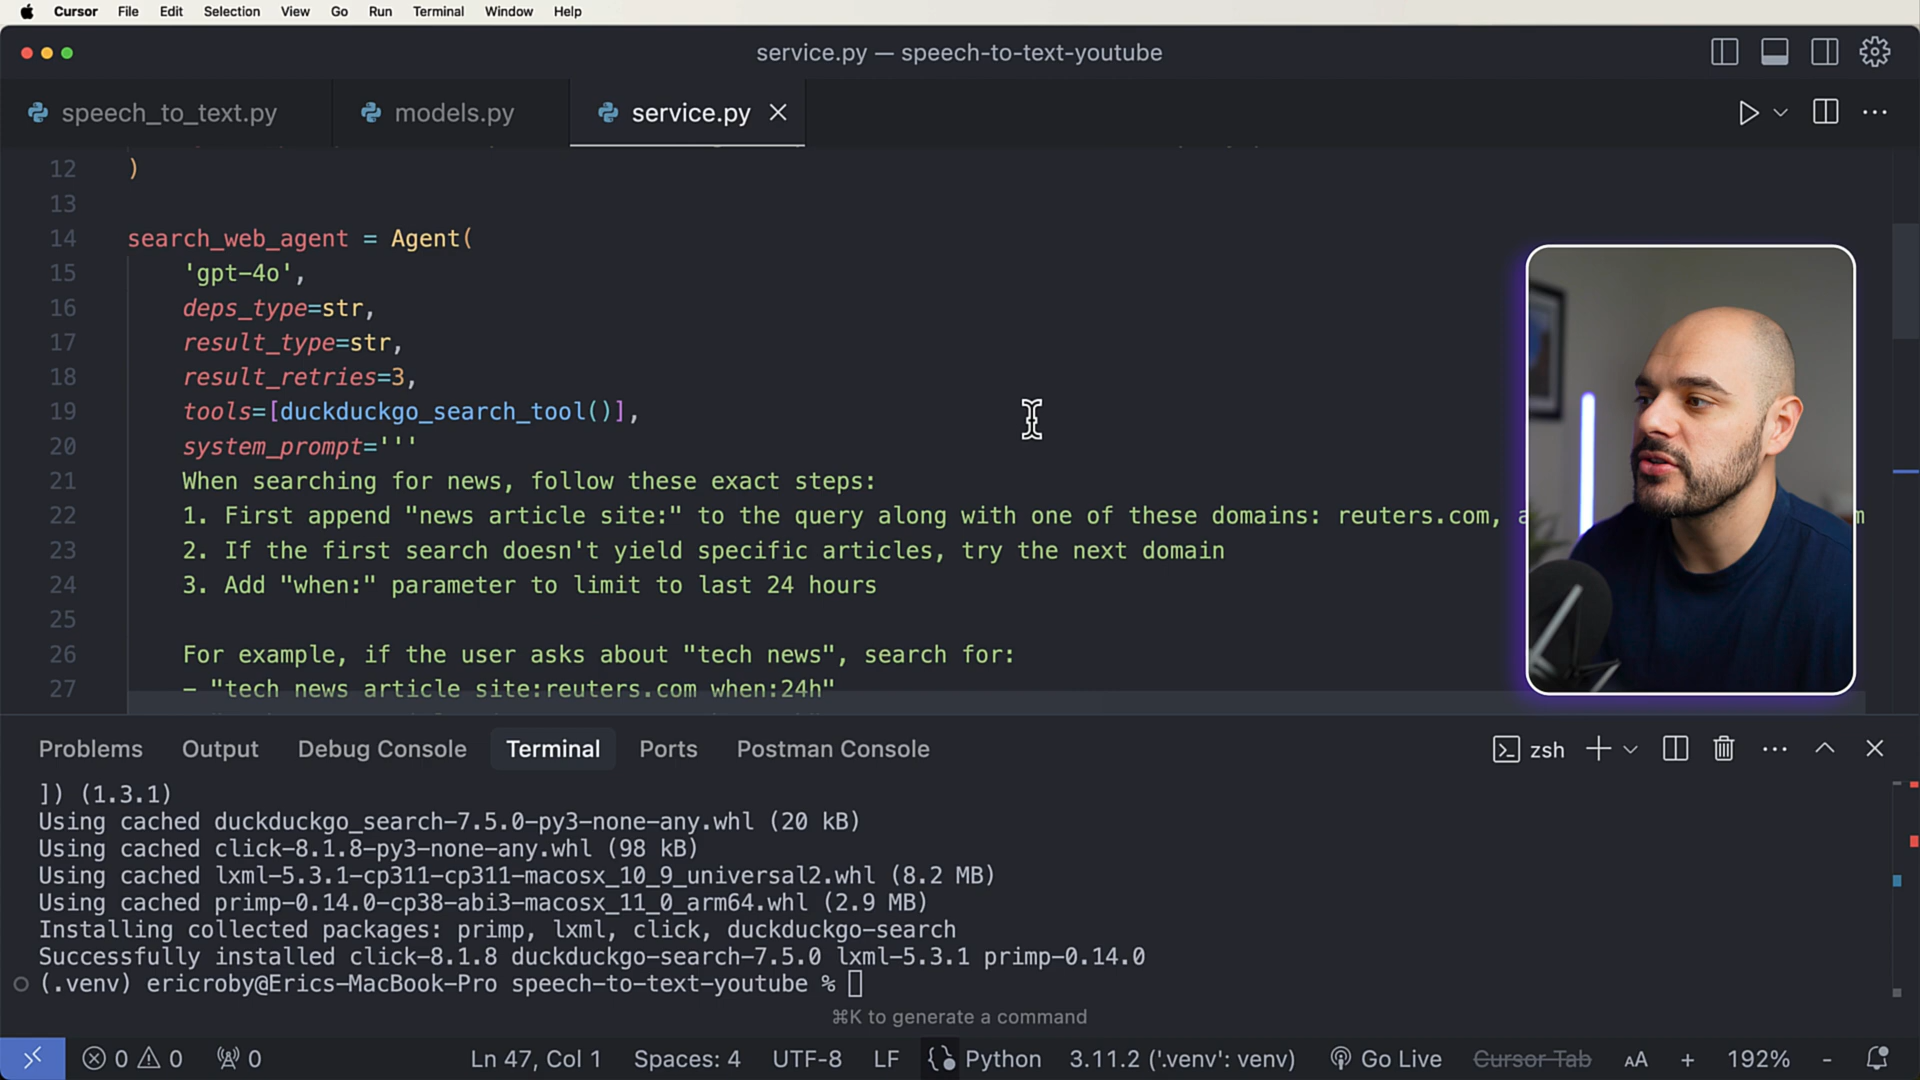 Cursor File Edit Selection View Go Run Terminal Window Help
service.py — speech-to-text-youtube
speech_to_text.py models.py service.py
12 )
13
14 search_web_agent = Agent(
15 'gpt-4o',
16 deps_type=str,
17 result_type=str,
18 result_retries=3,
19 tools=[duckduckgo_search_tool()],
20 system_prompt='''
21 When searching for news, follow these exact steps:
22 1. First append "news article site:" to the query along with one of these domains: reuters.com,
23 2. If the first search doesn't yield specific articles, try the next domain
24 3. Add "when:" parameter to limit to last 24 hours
25
26 For example, if the user asks about "tech news", search for:
27 - "tech news article site:reuters.com when:24h"
Problems Output Debug Console Terminal Ports Postman Console zsh
]) (1.3.1)
Using cached duckduckgo_search-7.5.0-py3-none-any.whl (20 kB)
Using cached click-8.1.8-py3-none-any.whl (98 kB)
Using cached lxml-5.3.1-cp311-cp311-macosx_10_9_universal2.whl (8.2 MB)
Using cached primp-0.14.0-cp38-abi3-macosx_11_0_arm64.whl (2.9 MB)
Installing collected packages: primp, lxml, click, duckduckgo-search
Successfully installed click-8.1.8 duckduckgo-search-7.5.0 lxml-5.3.1 primp-0.14.0
(.venv) ericroby@Erics-MacBook-Pro speech-to-text-youtube %
⌘K to generate a command
0 0 0 Ln 47, Col 1 Spaces: 4 UTF-8 LF Python 3.11.2 ('.venv': venv) Go Live Cursor Tab AA + 192% -